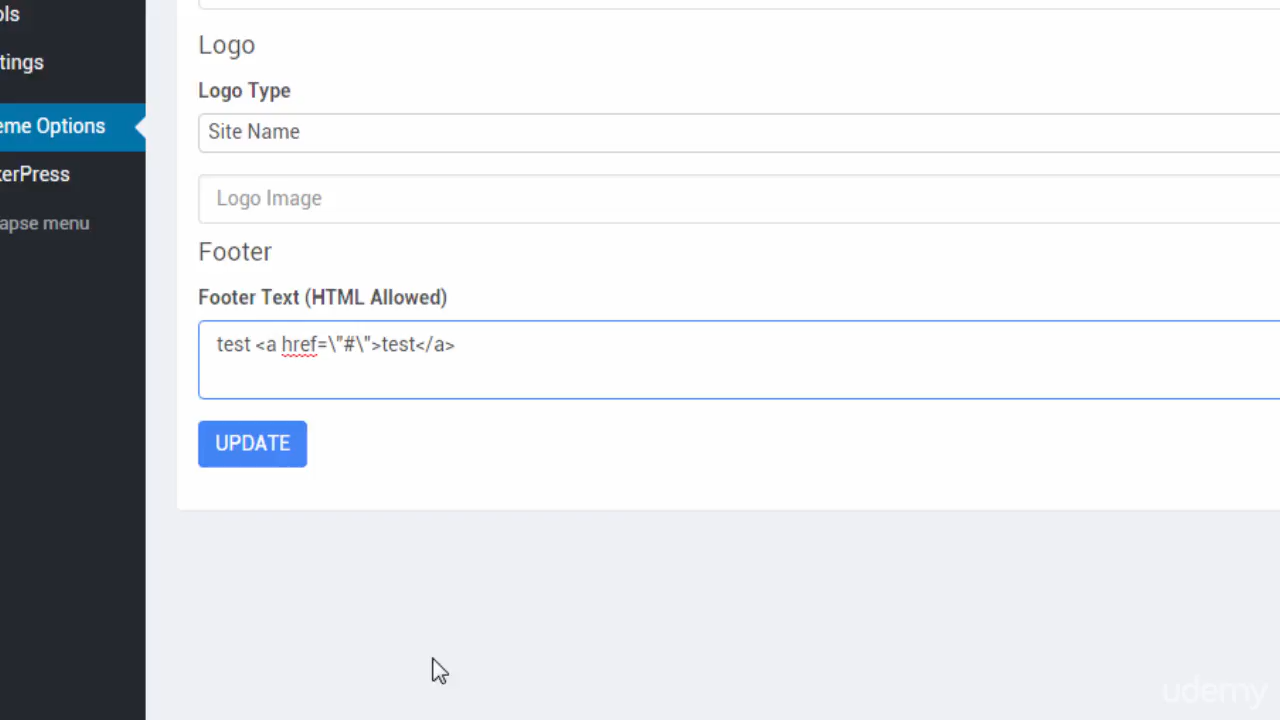 ols
tings
eme Options
terPress
apse menu
Logo
Logo Type
Site Name
Logo Image
Footer
Footer Text (HTML Allowed)
test <a href=\"#\">test</a>
UPDATE
udemy